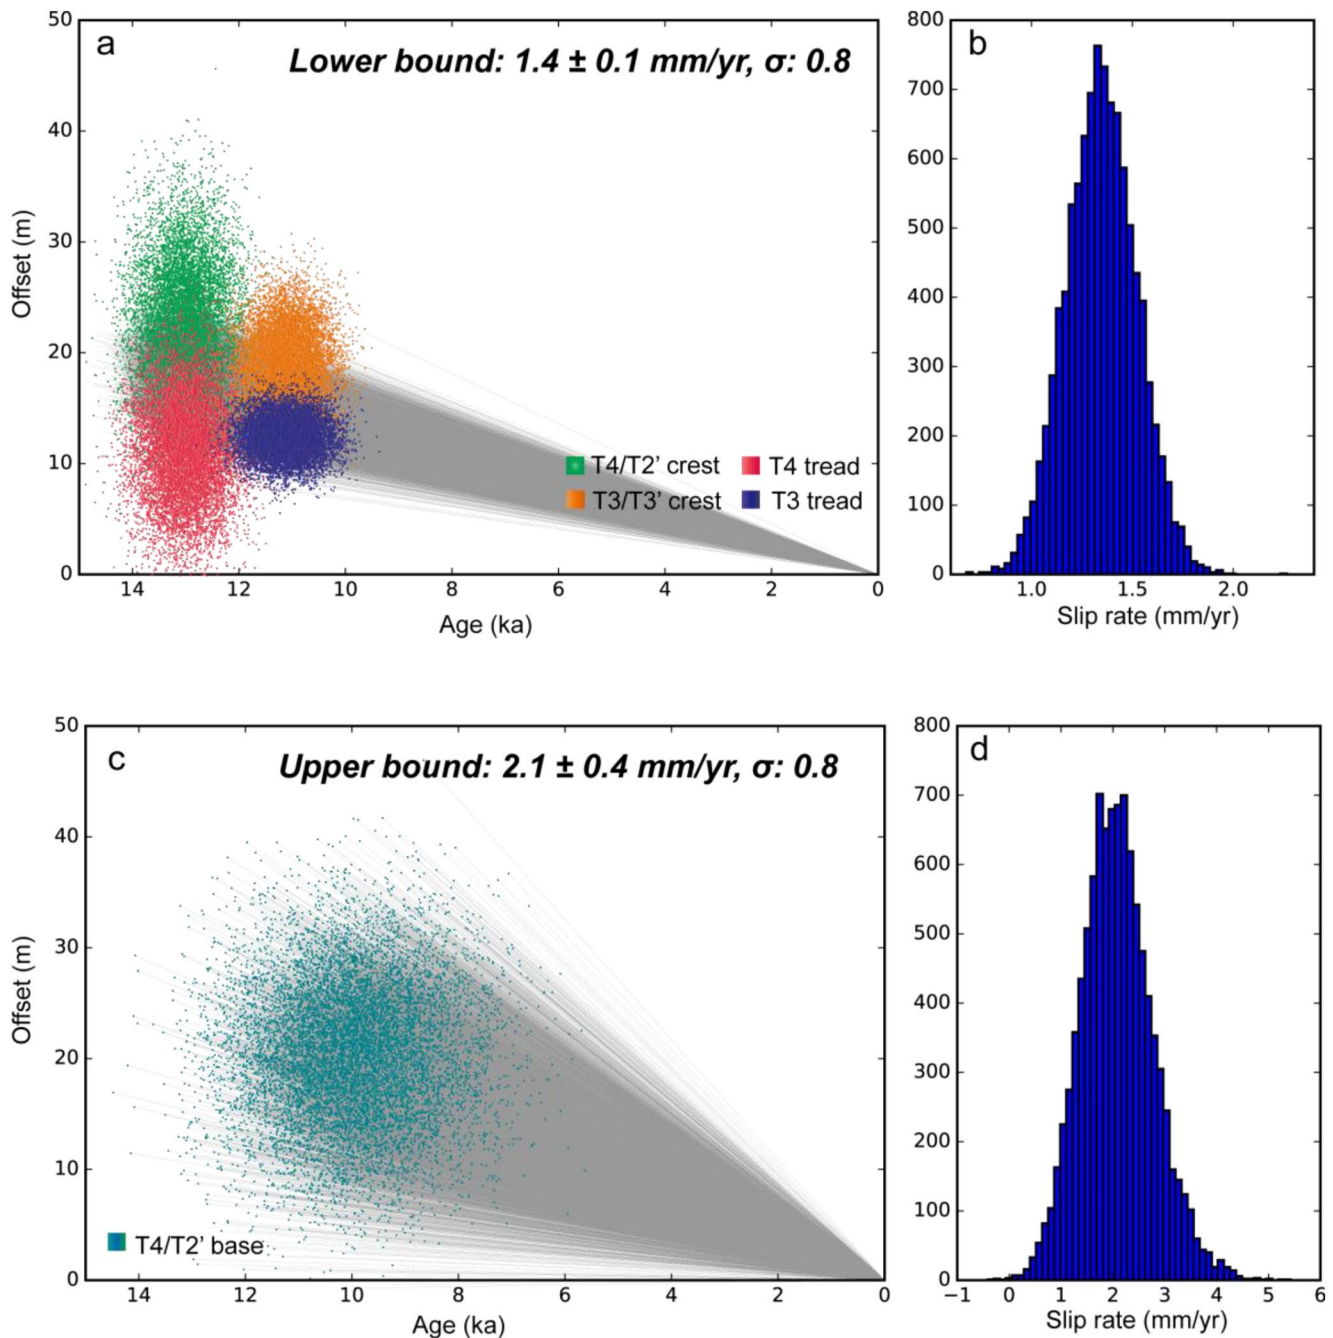 a
Lower bound: 1.4 ± 0.1 mm/yr, σ: 0.8
50
40
30
20
10
0
Offset (m)
T4/T2' crest
T4 tread
T3/T3' crest
T3 tread
14 12 10 8 6 4 2 0
Age (ka)
b
800
700
600
500
400
300
200
100
0
1.0 1.5 2.0
Slip rate (mm/yr)
c
Upper bound: 2.1 ± 0.4 mm/yr, σ: 0.8
50
40
30
20
10
0
Offset (m)
T4/T2' base
14 12 10 8 6 4 2 0
Age (ka)
d
800
700
600
500
400
300
200
100
0
−1 0 1 2 3 4 5 6
Slip rate (mm/yr)